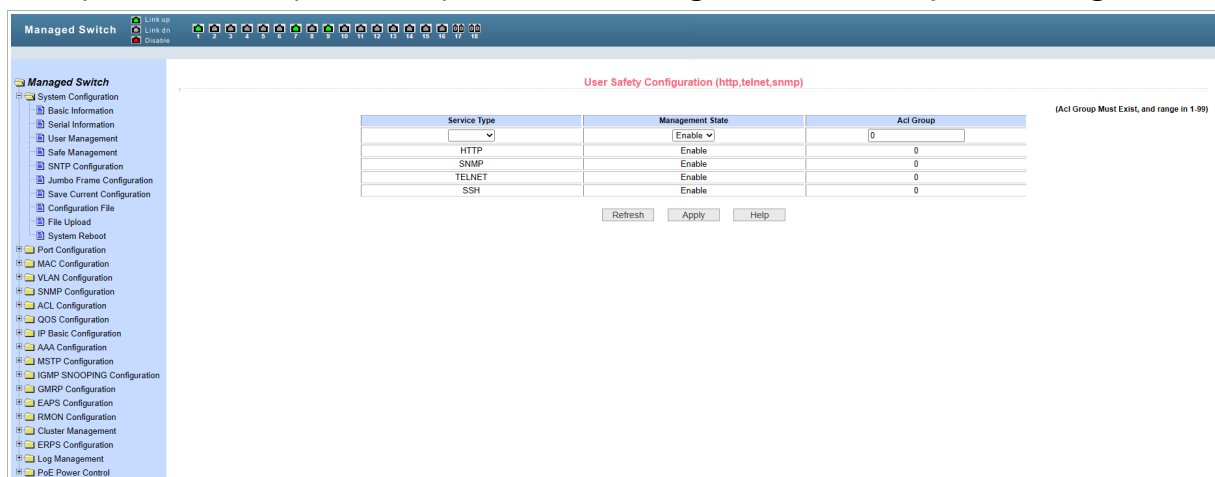 Managed Switch
Link up
Link dn
Disable
1 2 3 4 5 6 7 8 9 10 11 12 13 14 15 16 17 18
Managed Switch
System Configuration
Basic Information
Serial Information
User Management
Safe Management
SNTP Configuration
Jumbo Frame Configuration
Save Current Configuration
Configuration File
File Upload
System Reboot
Port Configuration
MAC Configuration
VLAN Configuration
SNMP Configuration
ACL Configuration
QOS Configuration
IP Basic Configuration
AAA Configuration
MSTP Configuration
IGMP SNOOPING Configuration
GMRP Configuration
EAPS Configuration
RMON Configuration
Cluster Management
ERPS Configuration
Log Management
PoE Power Control
User Safety Configuration (http,telnet,snmp)
(Acl Group Must Exist, and range in 1-99)
Service Type Management State Acl Group
Enable 0
HTTP Enable 0
SNMP Enable 0
TELNET Enable 0
SSH Enable 0
Refresh Apply Help